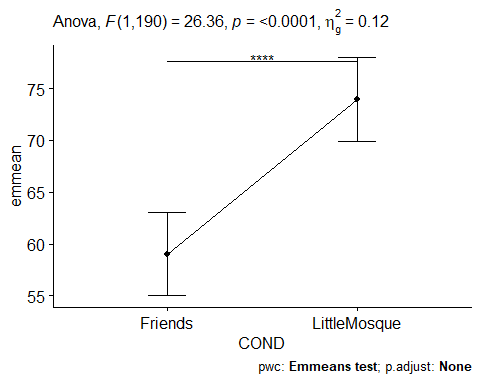 Anova, F(1,190) = 26.36, p = <0.0001, η²g = 0.12
****
75
70
65
60
55
emmean
Friends LittleMosque
COND
pwc: Emmeans test; p.adjust: None